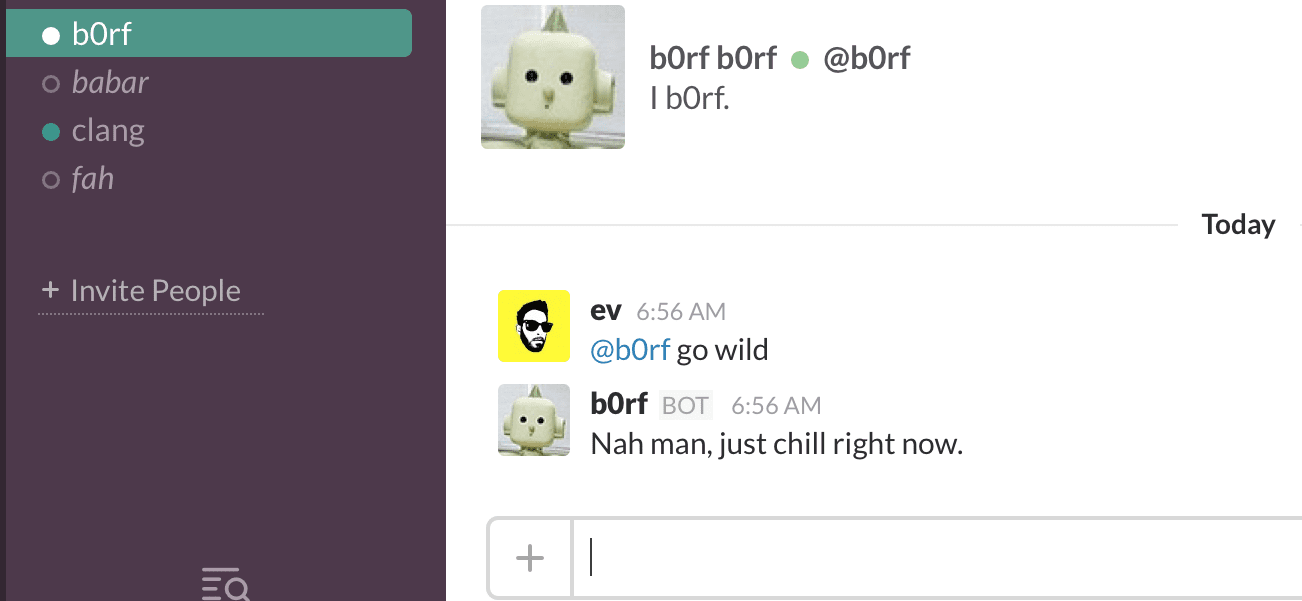 b0rf
babar
clang
fah
+ Invite People
b0rf b0rf @b0rf
I b0rf.
Today
ev 6:56 AM
@b0rf go wild
b0rf BOT 6:56 AM
Nah man, just chill right now.